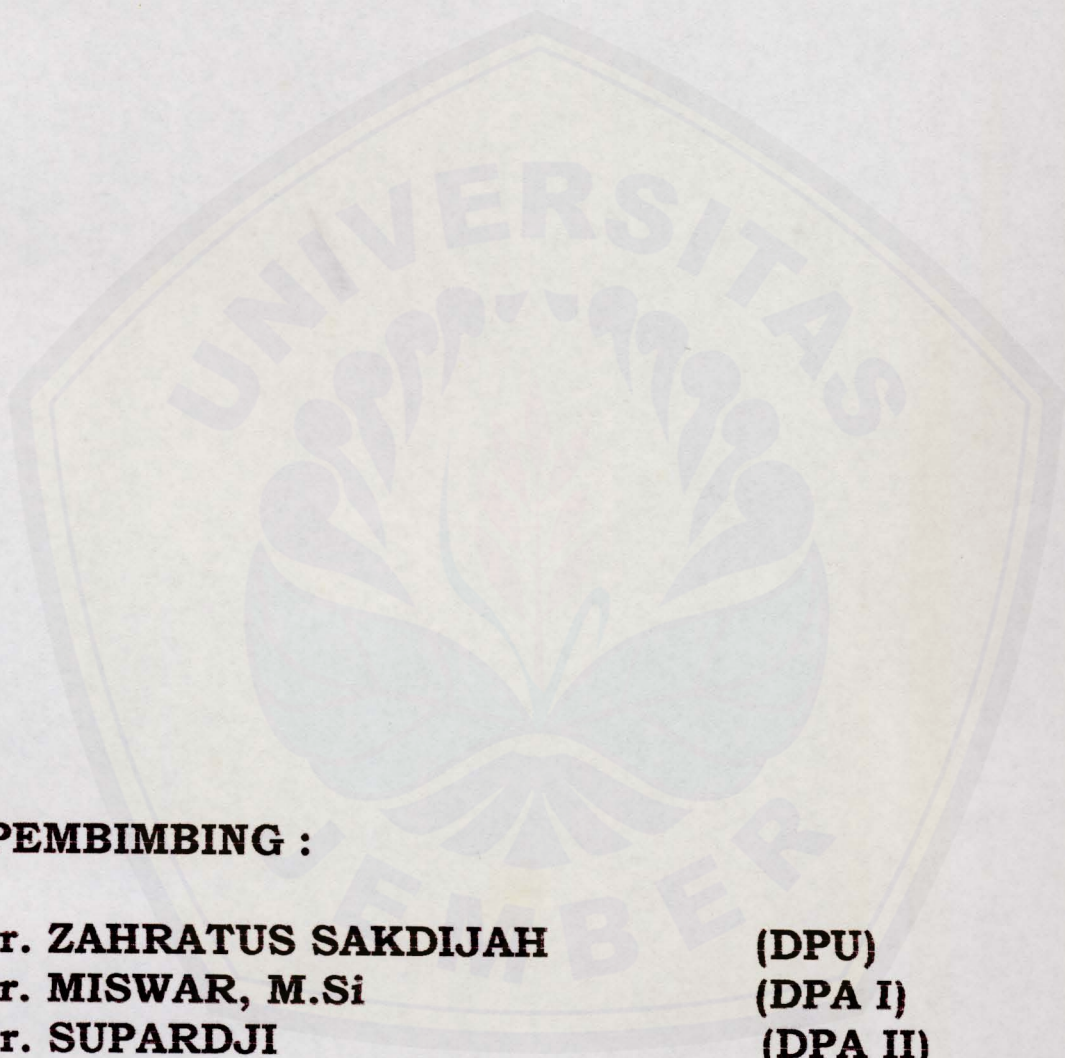 UNIVERSITAS
JEMBER
PEMBIMBING :
r. ZAHRATUS SAKDIJAH (DPU)
r. MISWAR, M.Si (DPA I)
r. SUPARDJI (DPA II)